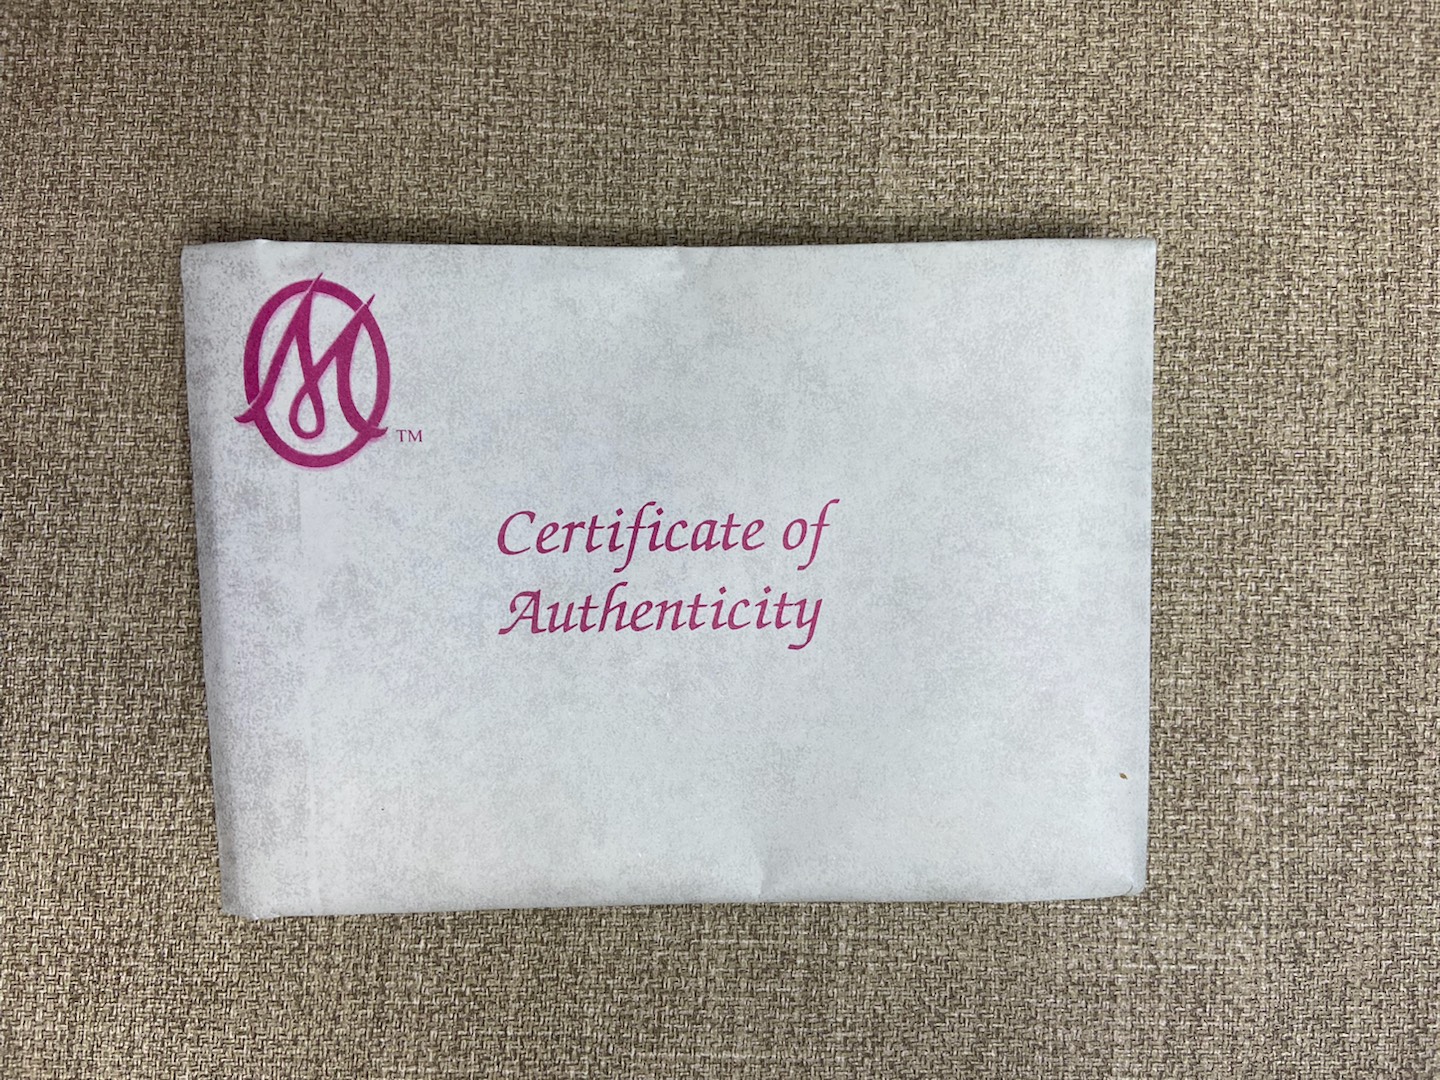 TM
Certificate of
Authenticity